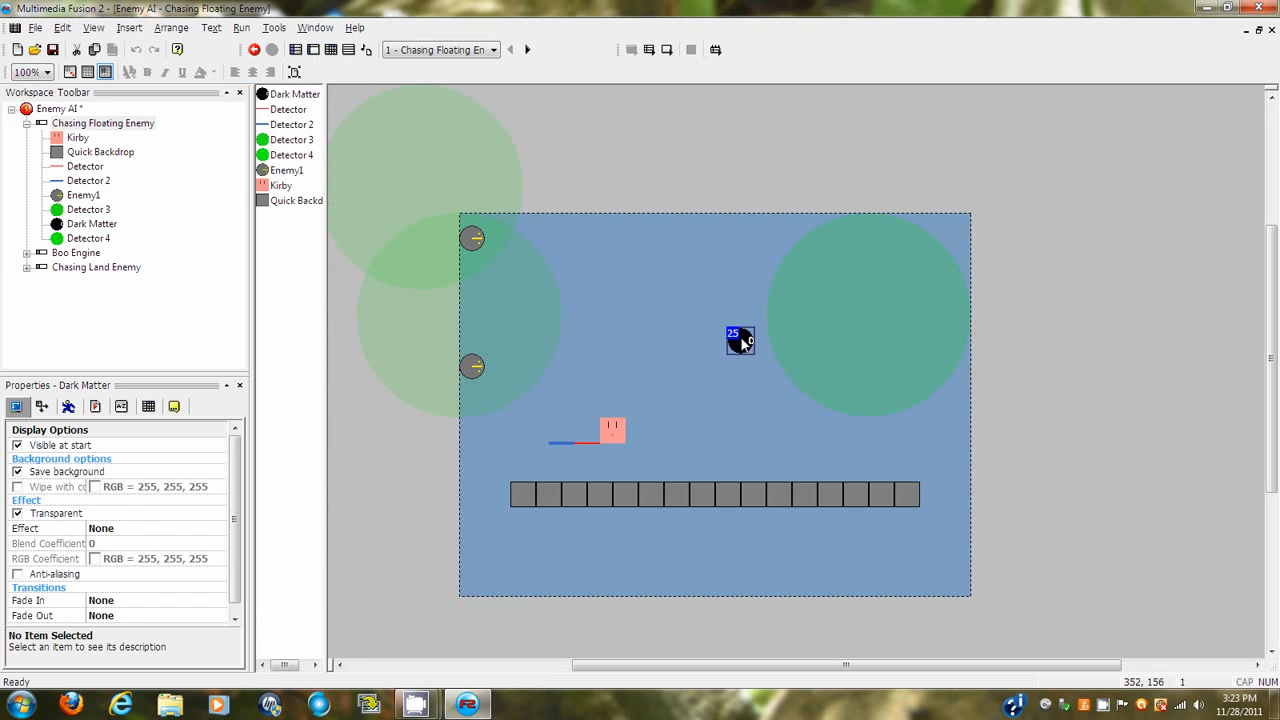 Multimedia Fusion 2 - [Enemy AI - Chasing Floating Enemy]
File Edit View Insert Arrange Text Run Tools Window Help
1 - Chasing Floating En
100%
Workspace Toolbar
Enemy AI *
Chasing Floating Enemy
Kirby
Quick Backdrop
Detector
Detector 2
Enemy1
Detector 3
Dark Matter
Detector 4
Boo Engine
Chasing Land Enemy
Dark Matter
Detector
Detector 2
Detector 3
Detector 4
Enemy1
Kirby
Quick Backd
25
Properties - Dark Matter
Display Options
Visible at start
Background options
Save background
Wipe with co RGB = 255, 255, 255
Effect
Transparent
Effect None
Blend Coefficient 0
RGB Coefficient RGB = 255, 255, 255
Anti-aliasing
Transitions
Fade In None
Fade Out None
No Item Selected
Select an item to see its description
Ready
352, 156 1 CAP NUM
3:23 PM
11/28/2011